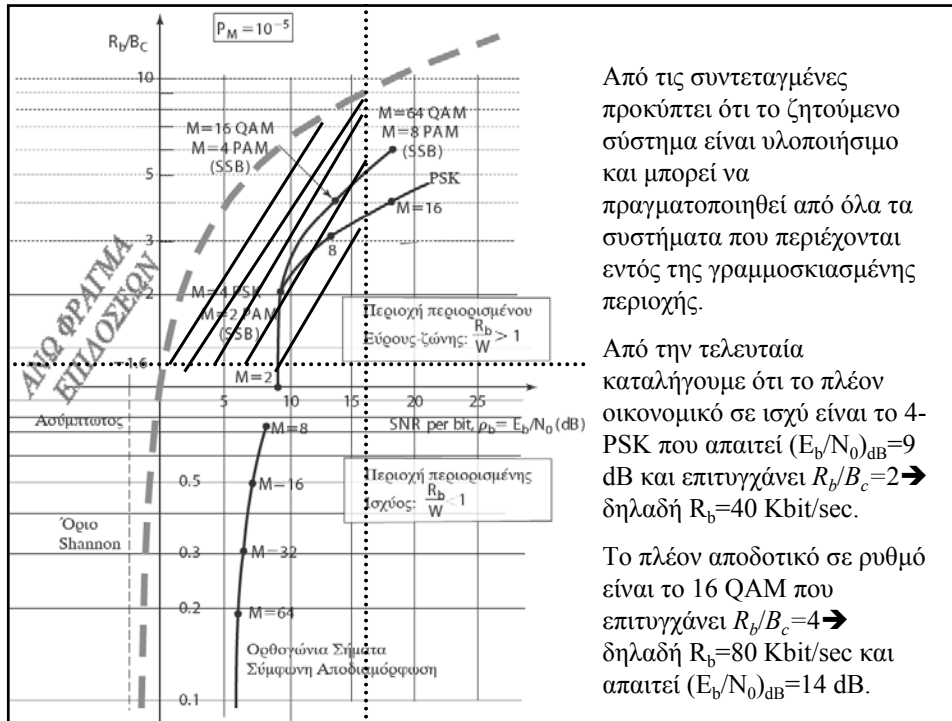 P_M = 10^{-5}
R_b/B_C
10
5
3
2
−1.6
0.5
0.3
0.2
0.1
0
5
10
15
20
25
SNR per bit, ρ_b = E_b/N_0 (dB)
M=16 QAM
M=4 PAM
(SSB)
M=64 QAM
M=8 PAM
(SSB)
PSK
M=16
8
M=4 PSK
M=2 PAM
(SSB)
M=2
M=8
M=16
M=32
M=64
ΑΝΩ ΦΡΑΓΜΑ
ΕΠΙΔΟΣΕΩΝ
Ασύμπτωτος
Όριο
Shannon
Περιοχή περιορισμένου
Εύρους-ζώνης: R_b/W > 1
Περιοχή περιορισμένης
Ισχύος: R_b/W < 1
Ορθογώνια Σήματα
Σύμφωνη Αποδιαμόρφωση
Από τις συντεταγμένες
προκύπτει ότι το ζητούμενο
σύστημα είναι υλοποιήσιμο
και μπορεί να
πραγματοποιηθεί από όλα τα
συστήματα που περιέχονται
εντός της γραμμοσκιασμένης
περιοχής.
Από την τελευταία
καταλήγουμε ότι το πλέον
οικονομικό σε ισχύ είναι το 4-
PSK που απαιτεί (E_b/N_0)_{dB}=9
dB και επιτυγχάνει R_b/B_c=2➔
δηλαδή R_b=40 Kbit/sec.
Το πλέον αποδοτικό σε ρυθμό
είναι το 16 QAM που
επιτυγχάνει R_b/B_c=4➔
δηλαδή R_b=80 Kbit/sec και
απαιτεί (E_b/N_0)_{dB}=14 dB.